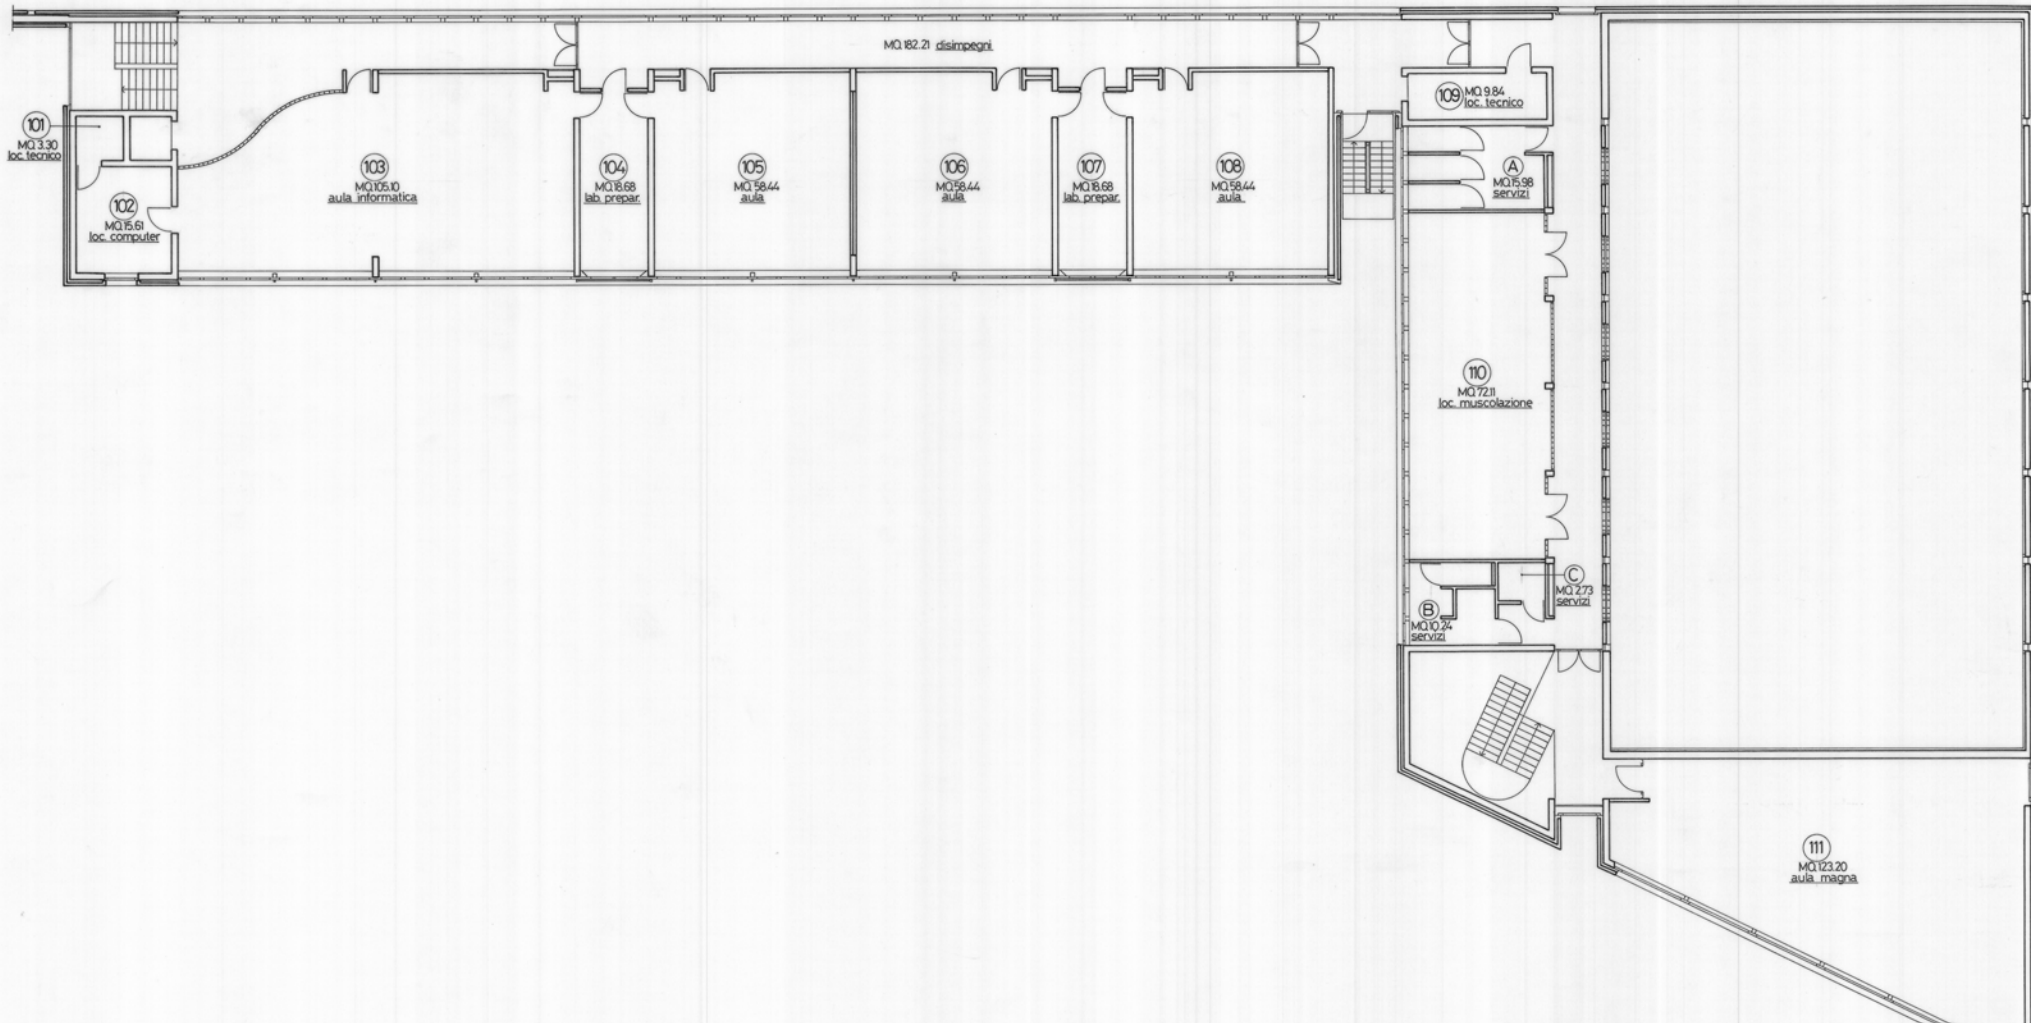 MQ.182.21 disimpegni
101
MQ.3.30
loc. tecnico
102
MQ.15.61
loc. computer
103
MQ.105.10
aula informatica
104
MQ.18.68
lab. prepar.
105
MQ.58.44
aula
106
MQ.58.44
aula
107
MQ.18.68
lab. prepar.
108
MQ.58.44
aula
109
MQ.9.84
loc. tecnico
A
MQ.15.98
servizi
110
MQ.72.11
loc. muscolazione
C
MQ.2.73
servizi
B
MQ.10.24
servizi
111
MQ.123.20
aula magna